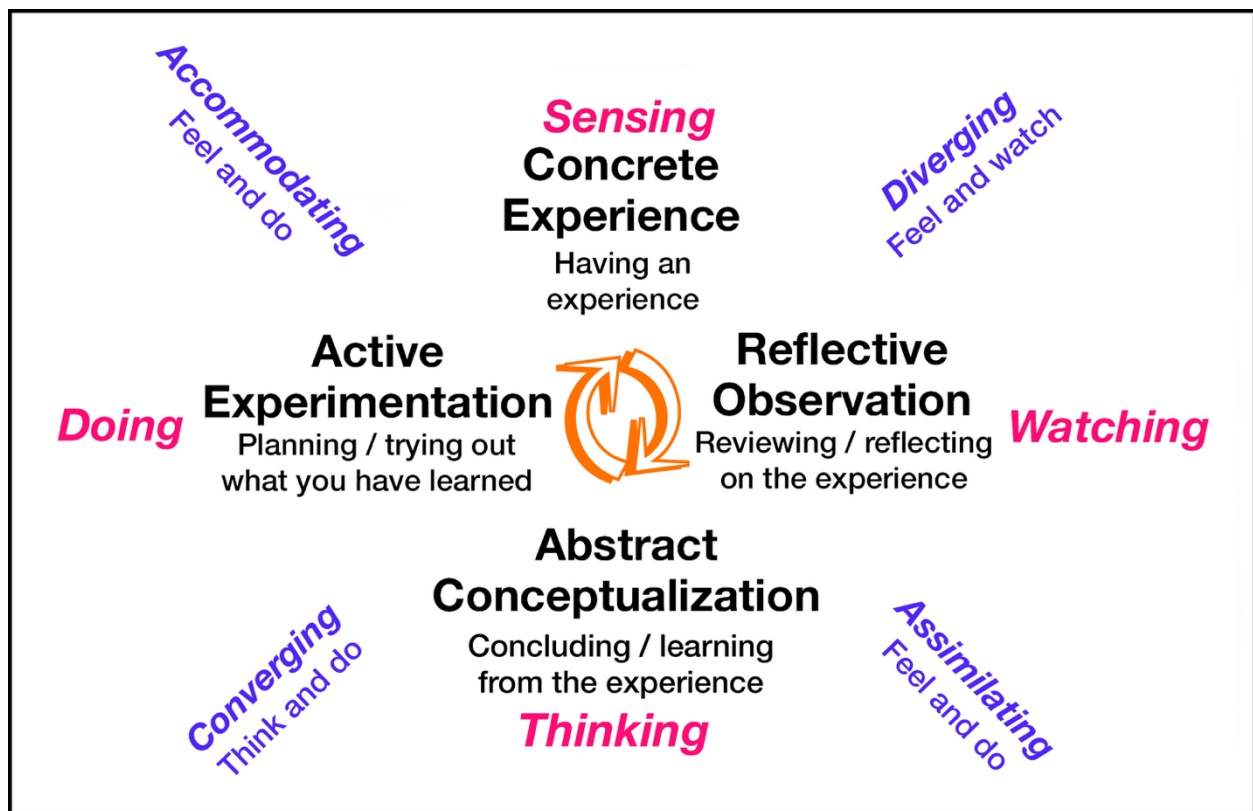 Accommodating
Feel and do
Sensing
Concrete
Experience
Having an
experience
Diverging
Feel and watch
Doing
Active
Experimentation
Planning / trying out
what you have learned
Reflective
Observation
Reviewing / reflecting
on the experience
Watching
Abstract
Conceptualization
Concluding / learning
from the experience
Thinking
Converging
Think and do
Assimilating
Feel and do